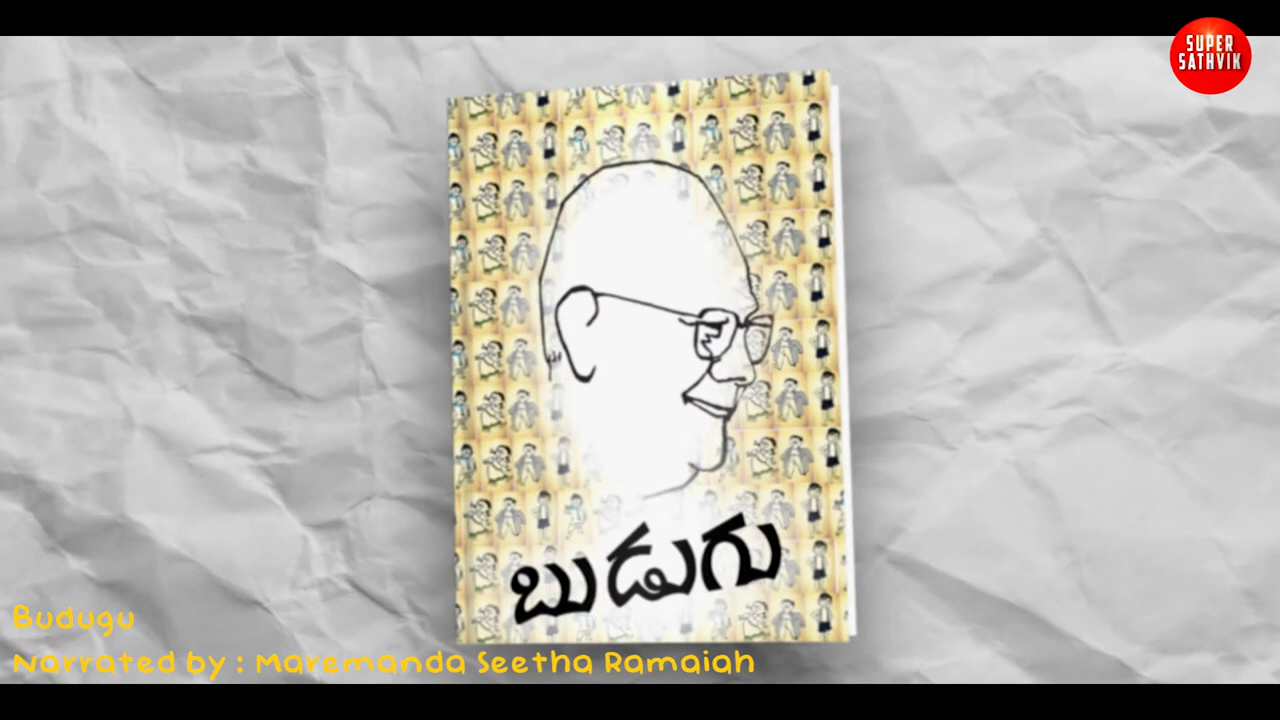 SUPER
SATHVIK
బుడుగు
Budugu
Narrated by : Maremanda Seetha Ramaiah